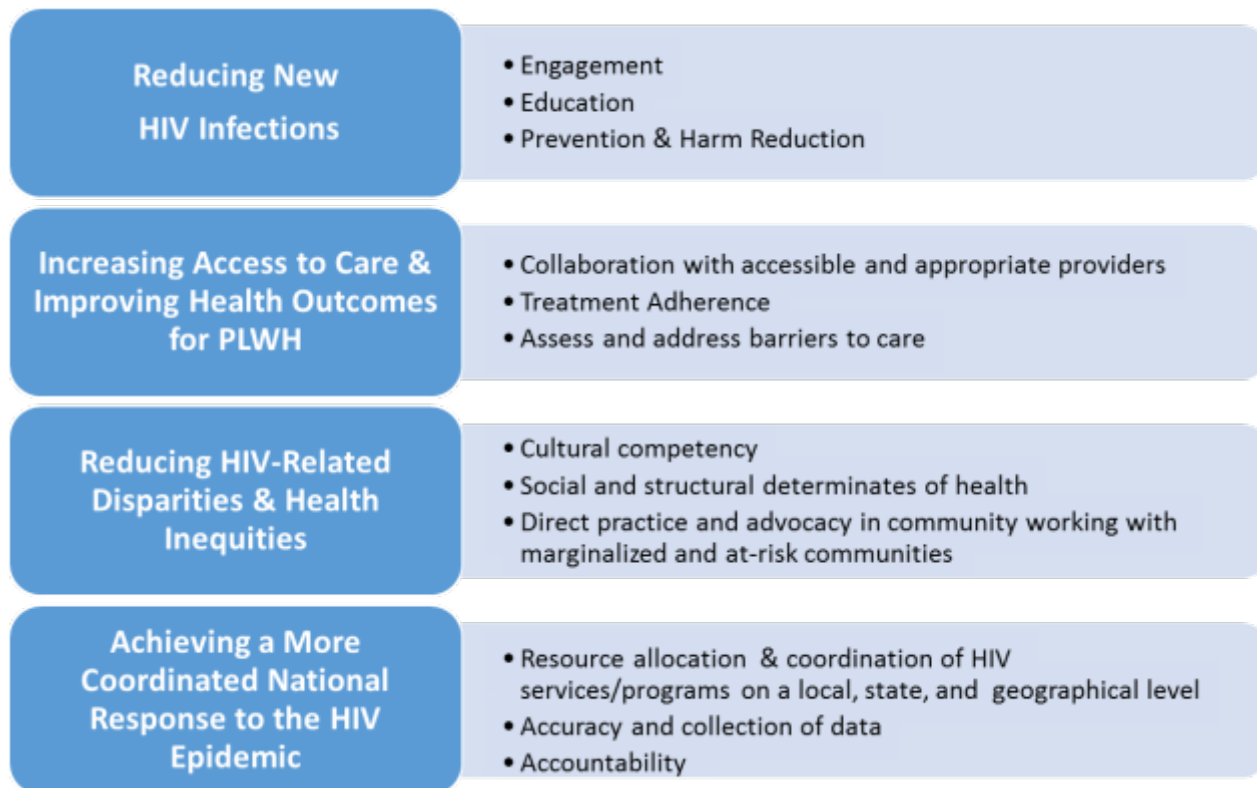 Reducing New
HIV Infections
• Engagement
• Education
• Prevention & Harm Reduction
Increasing Access to Care &
Improving Health Outcomes
for PLWH
• Collaboration with accessible and appropriate providers
• Treatment Adherence
• Assess and address barriers to care
Reducing HIV-Related
Disparities & Health
Inequities
• Cultural competency
• Social and structural determinates of health
• Direct practice and advocacy in community working with
marginalized and at-risk communities
Achieving a More
Coordinated National
Response to the HIV
Epidemic
• Resource allocation & coordination of HIV
services/programs on a local, state, and geographical level
• Accuracy and collection of data
• Accountability